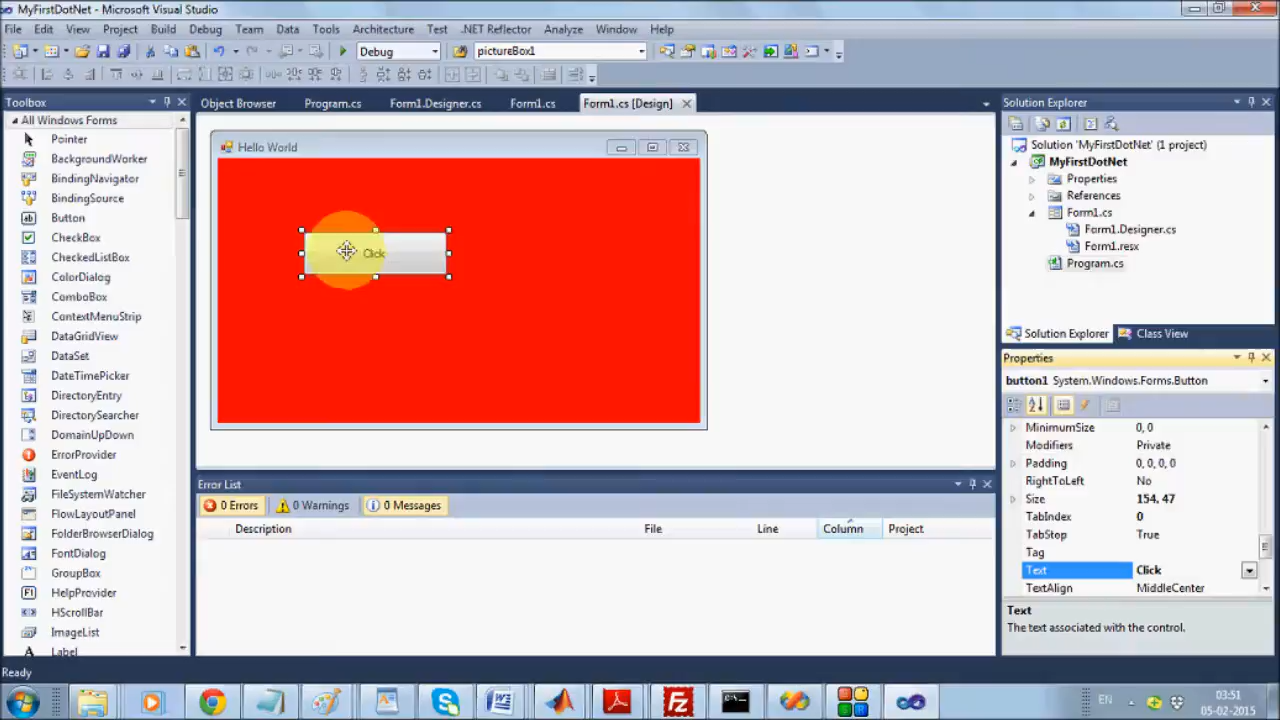 MyFirstDotNet - Microsoft Visual Studio
File Edit View Project Build Debug Team Data Tools Architecture Test .NET Reflector Analyze Window Help
Debug pictureBox1
Toolbox
All Windows Forms
Pointer
BackgroundWorker
BindingNavigator
BindingSource
Button
CheckBox
CheckedListBox
ColorDialog
ComboBox
ContextMenuStrip
DataGridView
DataSet
DateTimePicker
DirectoryEntry
DirectorySearcher
DomainUpDown
ErrorProvider
EventLog
FileSystemWatcher
FlowLayoutPanel
FolderBrowserDialog
FontDialog
GroupBox
HelpProvider
HScrollBar
ImageList
Label
Object Browser Program.cs Form1.Designer.cs Form1.cs Form1.cs [Design]
Hello World
Click
Error List
0 Errors 0 Warnings 0 Messages
Description File Line Column Project
Solution Explorer
Solution 'MyFirstDotNet' (1 project)
MyFirstDotNet
Properties
References
Form1.cs
Form1.Designer.cs
Form1.resx
Program.cs
Solution Explorer Class View
Properties
button1 System.Windows.Forms.Button
MinimumSize 0, 0
Modifiers Private
Padding 0, 0, 0, 0
RightToLeft No
Size 154, 47
TabIndex 0
TabStop True
Tag
Text Click
TextAlign MiddleCenter
Text
The text associated with the control.
Ready
EN 03:51
05-02-2015